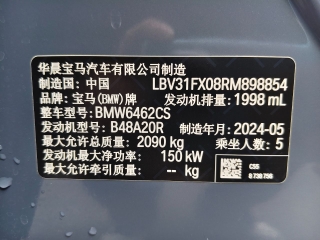 华晨宝马汽车有限公司制造
制造: 中国 LBV31FX08RM898854
品牌: 宝马(BMW)牌 发动机排量: 1998 mL
整车型号: BMW6462CS
发动机型号: B48A20R 制造年月: 2024-05
最大允许总质量: 2090 kg 乘坐人数: 5
发动机最大净功率: 150 kW
最大允许牵引质量: -- kg
C55
8738756